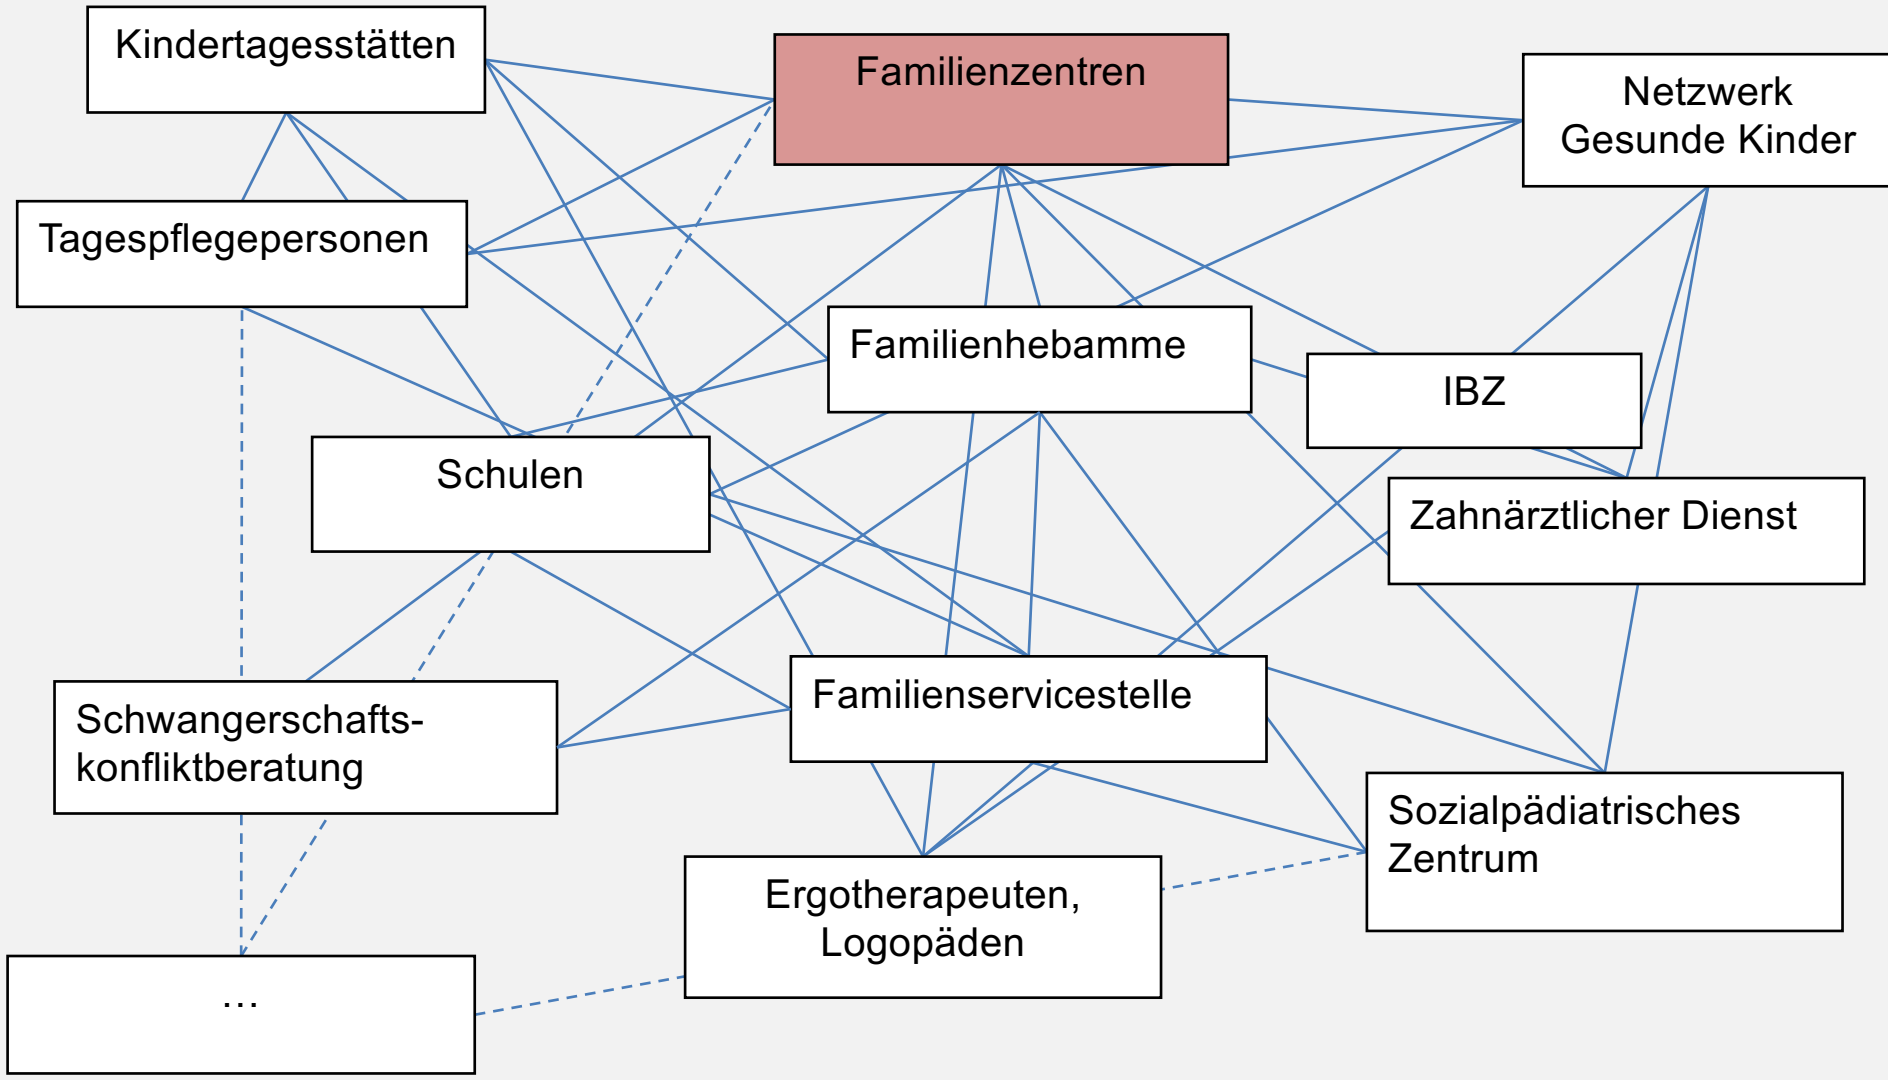 Kindertagesstätten
Familienzentren
Netzwerk
Gesunde Kinder
Tagespflegepersonen
Familienhebamme
IBZ
Schulen
Zahnärztlicher Dienst
Schwangerschafts-
konfliktberatung
Familienservicestelle
Sozialpädiatrisches
Zentrum
Ergotherapeuten,
Logopäden
…